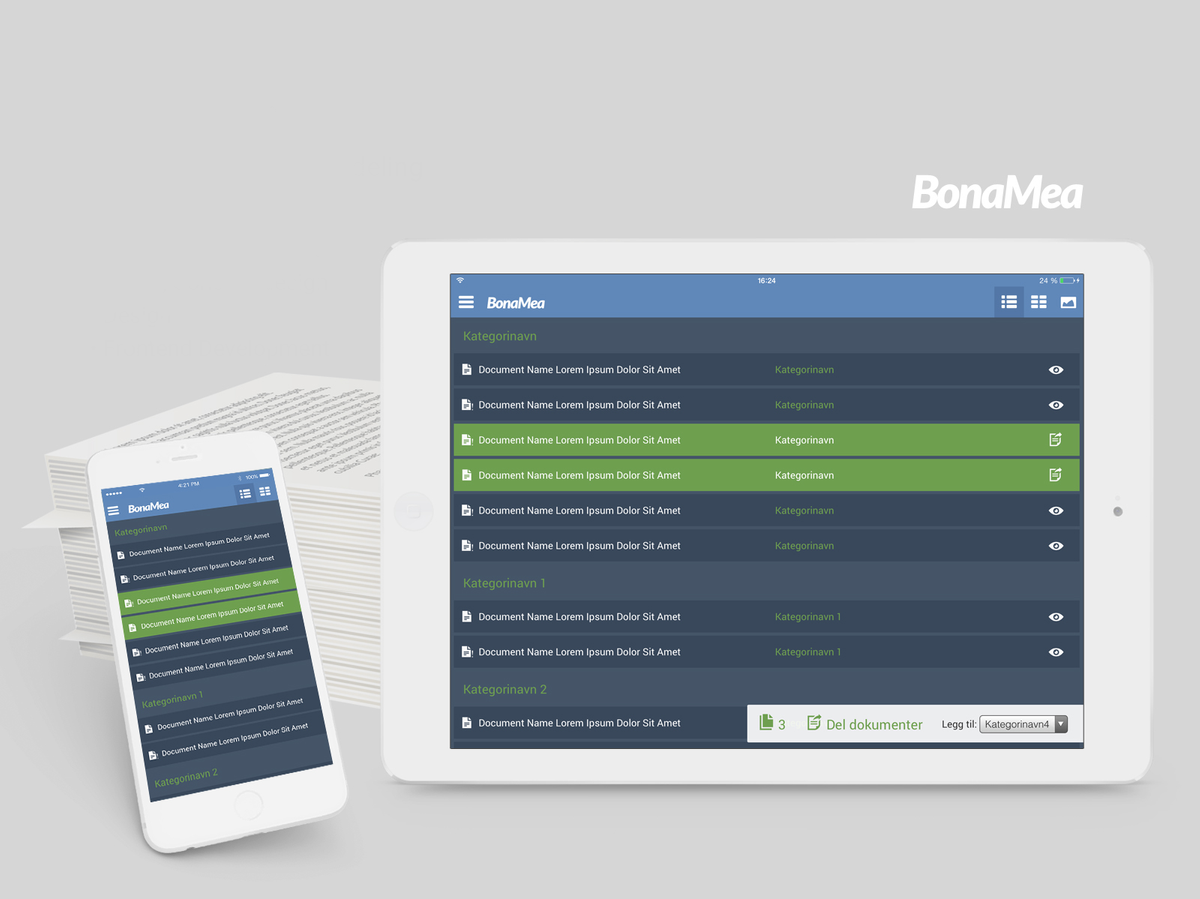 BonaMea
16:24
24 %
BonaMea
Kategorinavn
Document Name Lorem Ipsum Dolor Sit Amet Kategorinavn
Document Name Lorem Ipsum Dolor Sit Amet Kategorinavn
Document Name Lorem Ipsum Dolor Sit Amet Kategorinavn
Document Name Lorem Ipsum Dolor Sit Amet Kategorinavn
Document Name Lorem Ipsum Dolor Sit Amet Kategorinavn
Document Name Lorem Ipsum Dolor Sit Amet Kategorinavn
Kategorinavn 1
Document Name Lorem Ipsum Dolor Sit Amet Kategorinavn 1
Document Name Lorem Ipsum Dolor Sit Amet Kategorinavn 1
Kategorinavn 2
Document Name Lorem Ipsum Dolor Sit Amet
3 Del dokumenter Legg til: Kategorinavn4
4:21 PM 100%
BonaMea
Kategorinavn
Document Name Lorem Ipsum Dolor Sit Amet
Document Name Lorem Ipsum Dolor Sit Amet
Document Name Lorem Ipsum Dolor Sit Amet
Document Name Lorem Ipsum Dolor Sit Amet
Document Name Lorem Ipsum Dolor Sit Amet
Document Name Lorem Ipsum Dolor Sit Amet
Kategorinavn 1
Document Name Lorem Ipsum Dolor Sit Amet
Document Name Lorem Ipsum Dolor Sit Amet
Kategorinavn 2